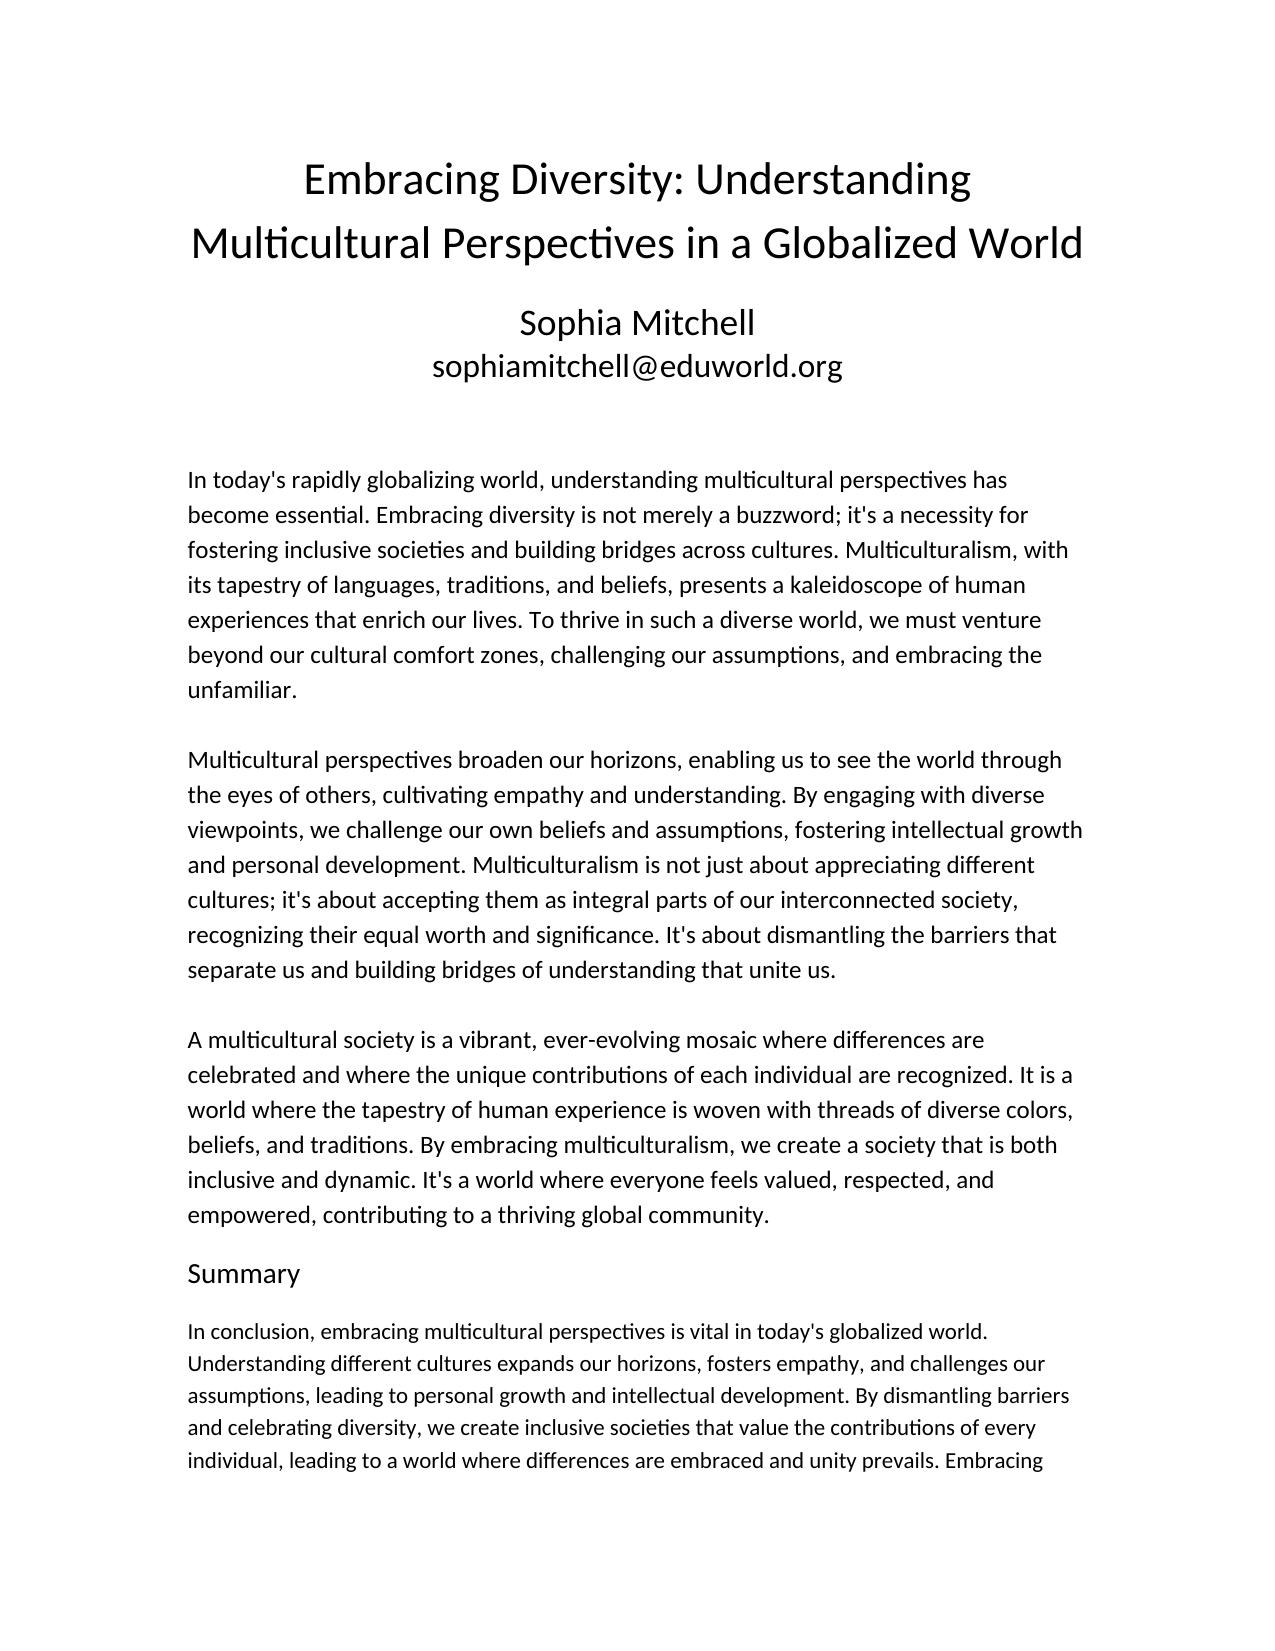 Embracing Diversity: Understanding
Multicultural Perspectives in a Globalized World
Sophia Mitchell
sophiamitchell@eduworld.org
In today's rapidly globalizing world, understanding multicultural perspectives has
become essential. Embracing diversity is not merely a buzzword; it's a necessity for
fostering inclusive societies and building bridges across cultures. Multiculturalism, with
its tapestry of languages, traditions, and beliefs, presents a kaleidoscope of human
experiences that enrich our lives. To thrive in such a diverse world, we must venture
beyond our cultural comfort zones, challenging our assumptions, and embracing the
unfamiliar.
Multicultural perspectives broaden our horizons, enabling us to see the world through
the eyes of others, cultivating empathy and understanding. By engaging with diverse
viewpoints, we challenge our own beliefs and assumptions, fostering intellectual growth
and personal development. Multiculturalism is not just about appreciating different
cultures; it's about accepting them as integral parts of our interconnected society,
recognizing their equal worth and significance. It's about dismantling the barriers that
separate us and building bridges of understanding that unite us.
A multicultural society is a vibrant, ever-evolving mosaic where differences are
celebrated and where the unique contributions of each individual are recognized. It is a
world where the tapestry of human experience is woven with threads of diverse colors,
beliefs, and traditions. By embracing multiculturalism, we create a society that is both
inclusive and dynamic. It's a world where everyone feels valued, respected, and
empowered, contributing to a thriving global community.
Summary
In conclusion, embracing multicultural perspectives is vital in today's globalized world.
Understanding different cultures expands our horizons, fosters empathy, and challenges our
assumptions, leading to personal growth and intellectual development. By dismantling barriers
and celebrating diversity, we create inclusive societies that value the contributions of every
individual, leading to a world where differences are embraced and unity prevails. Embracing